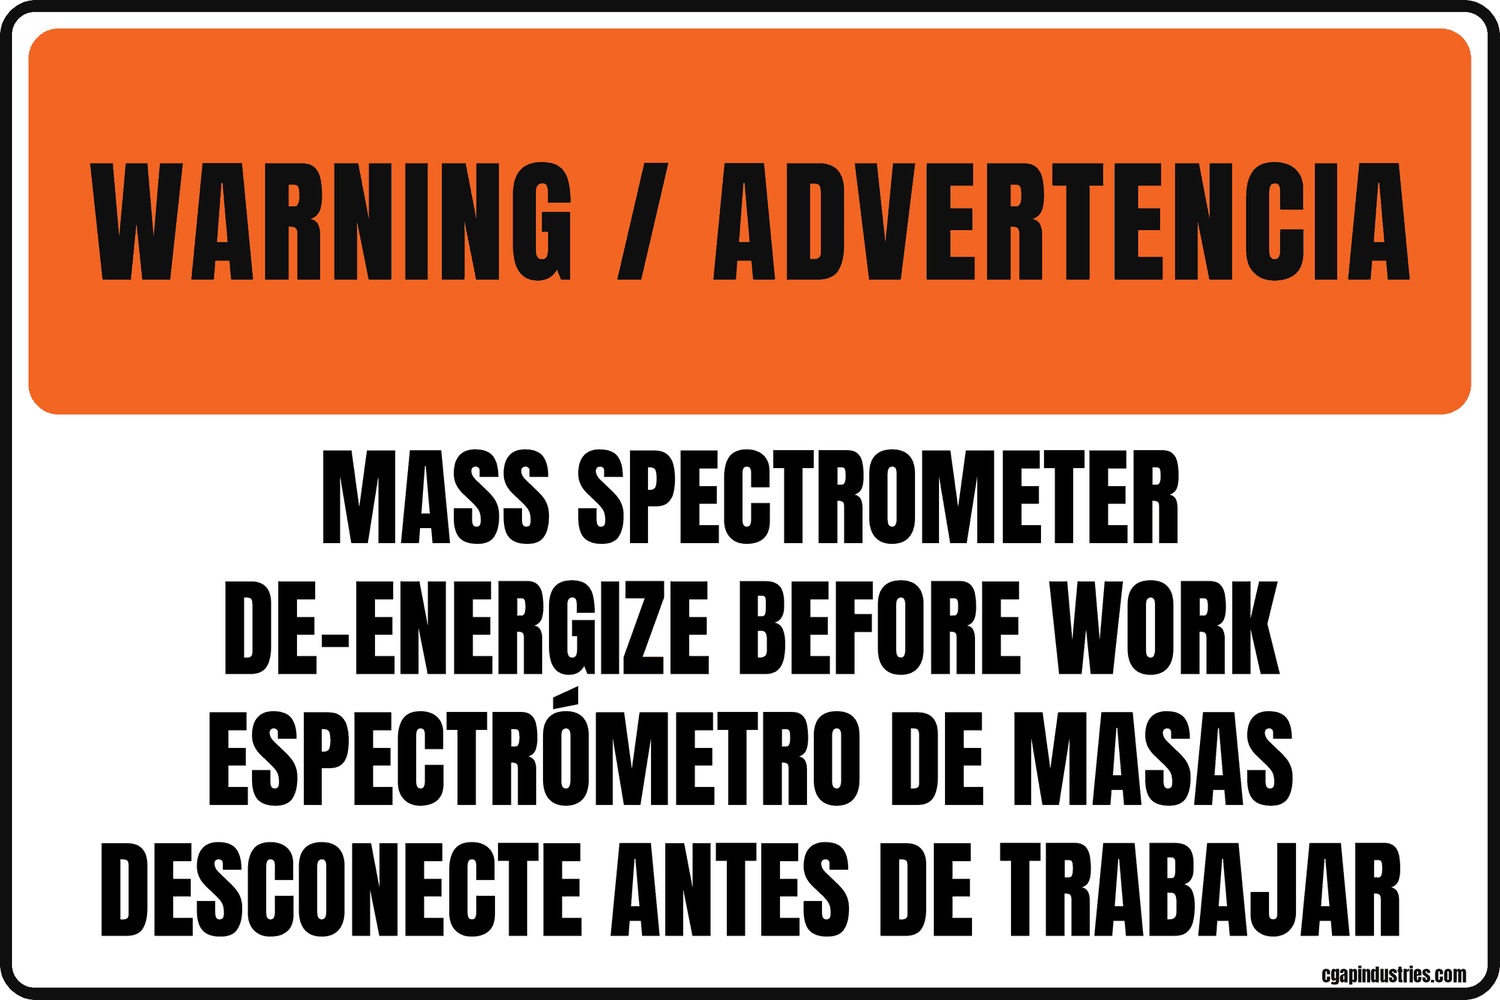 WARNING / ADVERTENCIA
MASS SPECTROMETER
DE-ENERGIZE BEFORE WORK
ESPECTRÓMETRO DE MASAS
DESCONECTE ANTES DE TRABAJAR
cgapindustries.com